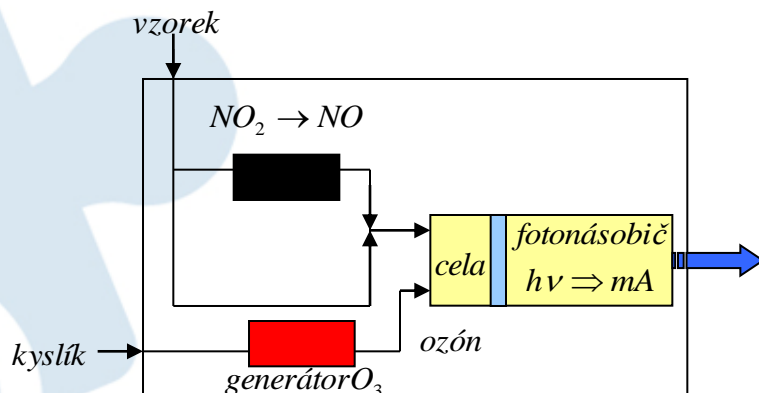 vzorek
NO₂ → NO
fotonásobič
cela
hν ⇒ mA
ozón
kyslík
generátorO₃